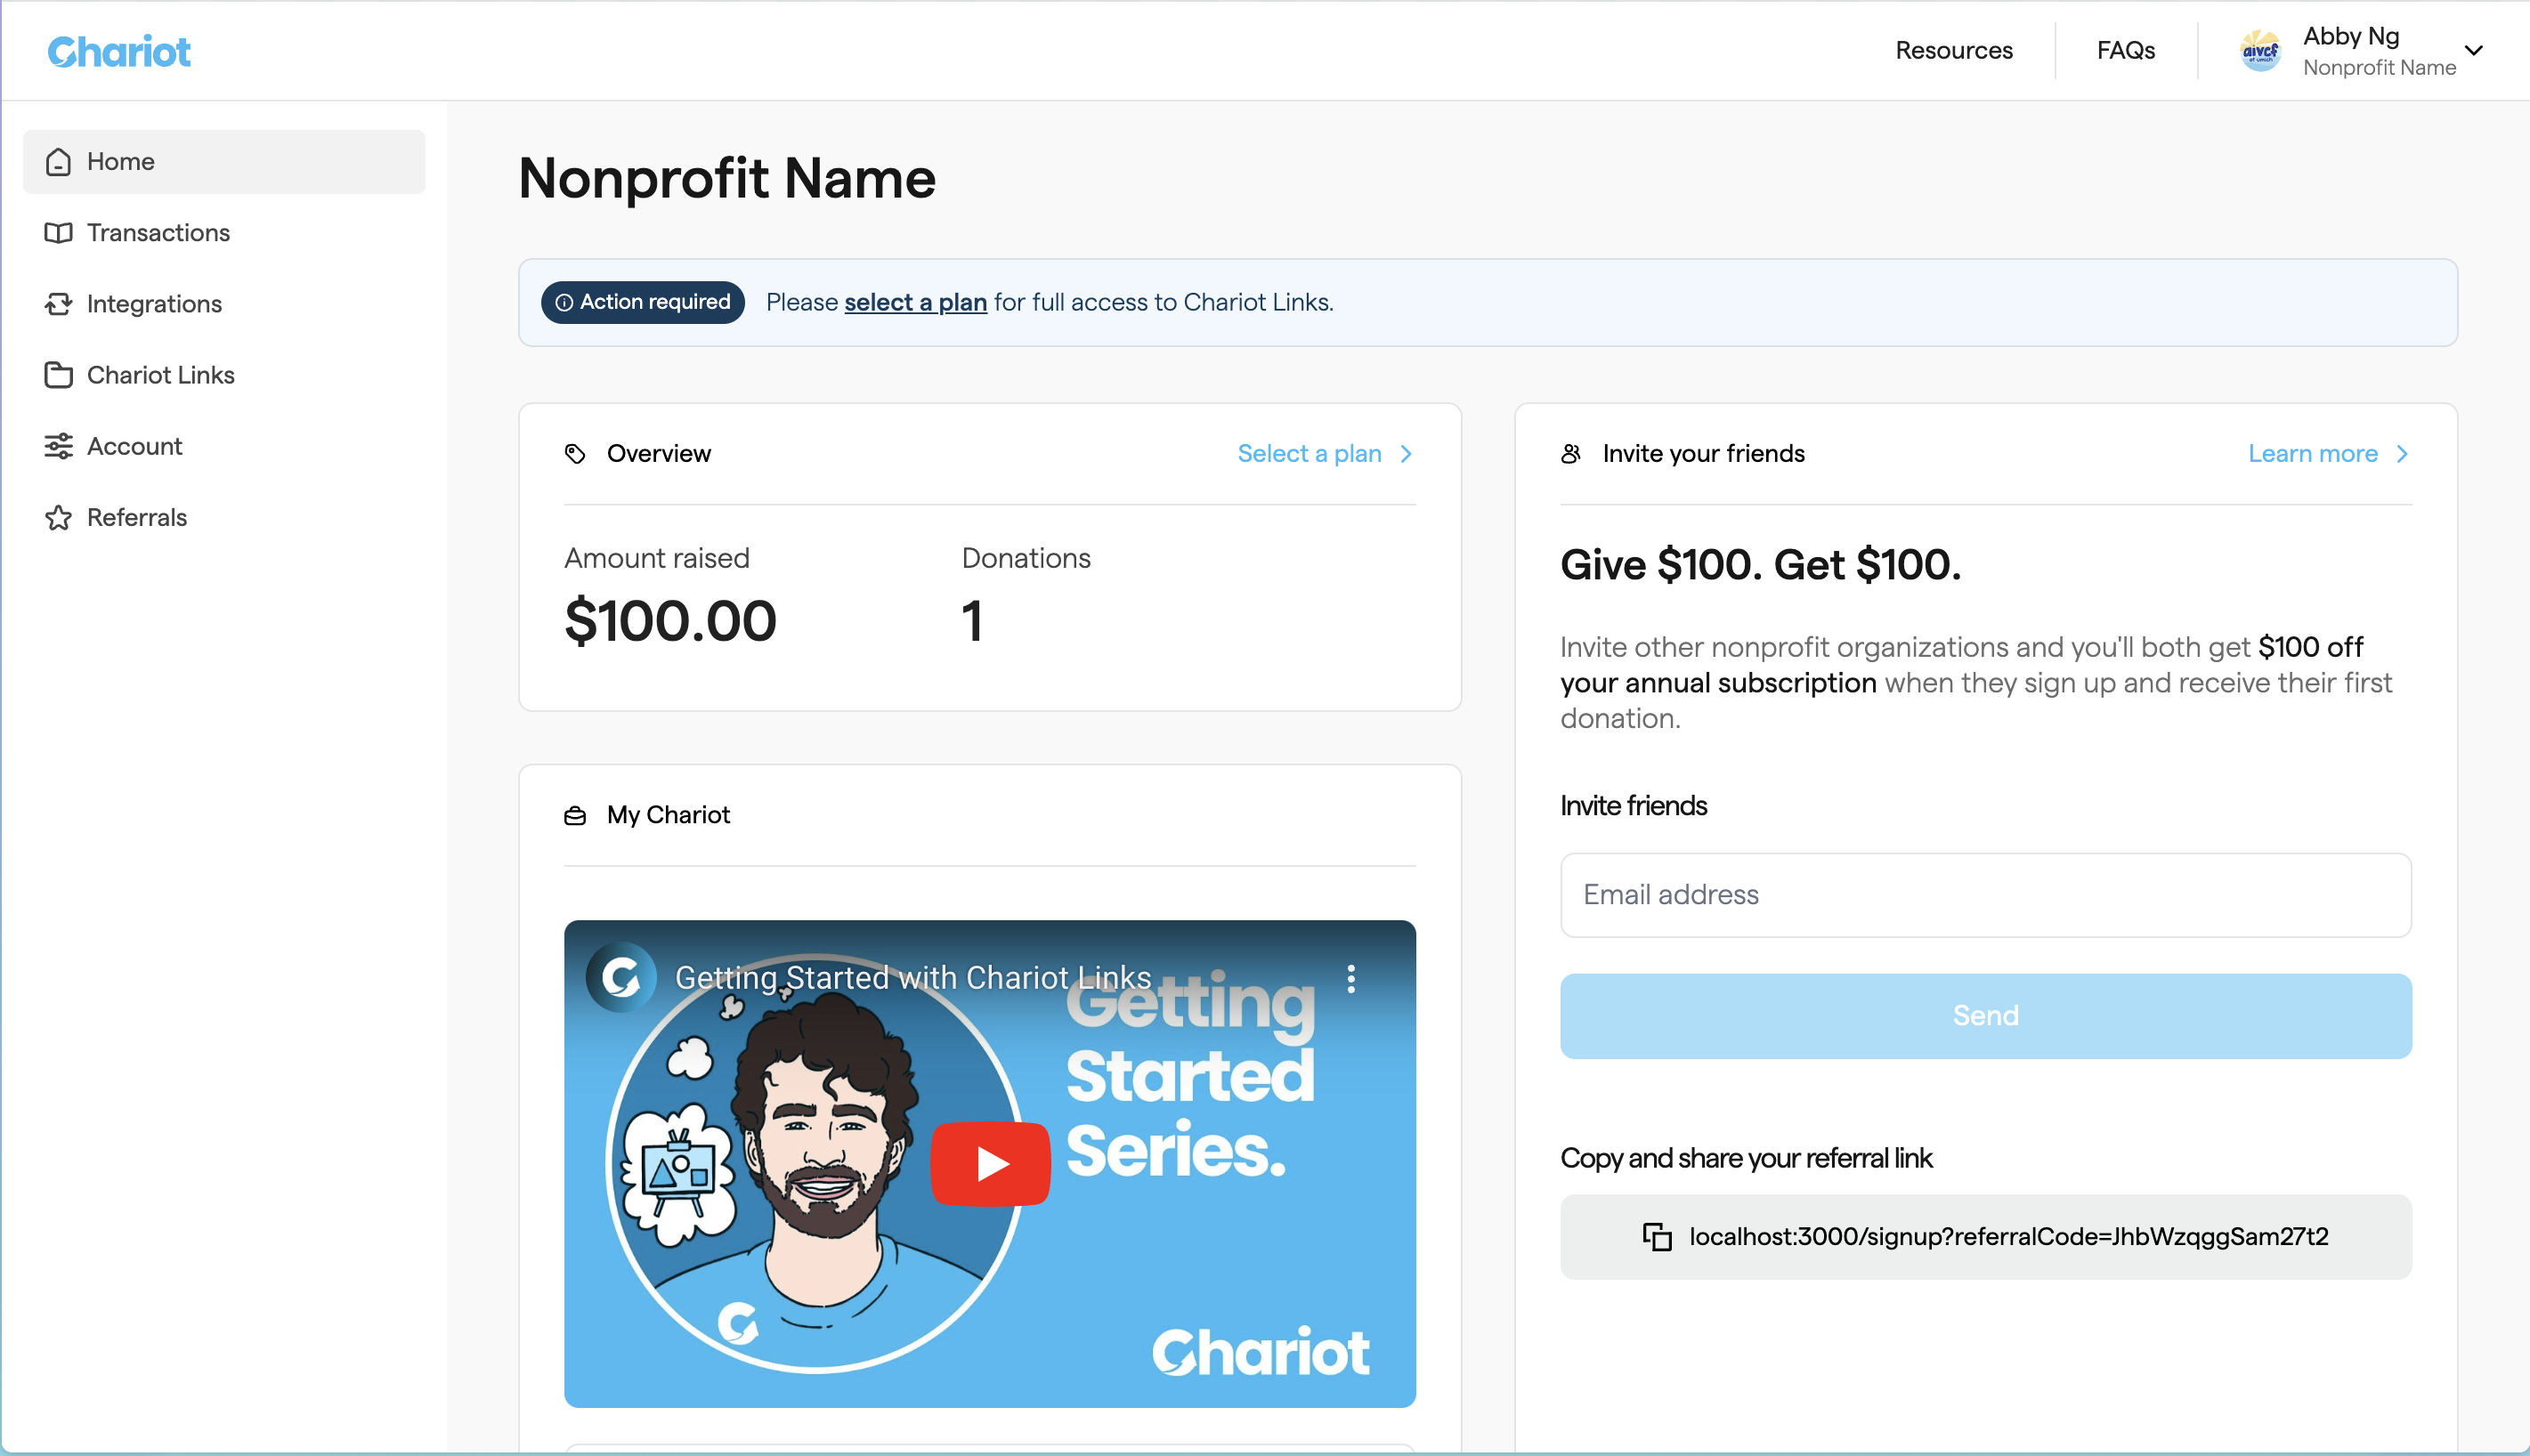 Chariot
Resources
FAQs
aivcf
Abby Ng
Nonprofit Name
Home
Transactions
Integrations
Chariot Links
Account
Referrals
Nonprofit Name
Action required
Please select a plan for full access to Chariot Links.
Overview
Select a plan
Amount raised
Donations
$100.00
1
My Chariot
Getting Started with Chariot Links
Getting
Started
Series.
Chariot
Invite your friends
Learn more
Give $100. Get $100.
Invite other nonprofit organizations and you'll both get $100 off
your annual subscription when they sign up and receive their first
donation.
Invite friends
Email address
Send
Copy and share your referral link
localhost:3000/signup?referralCode=JhbWzqggSam27t2